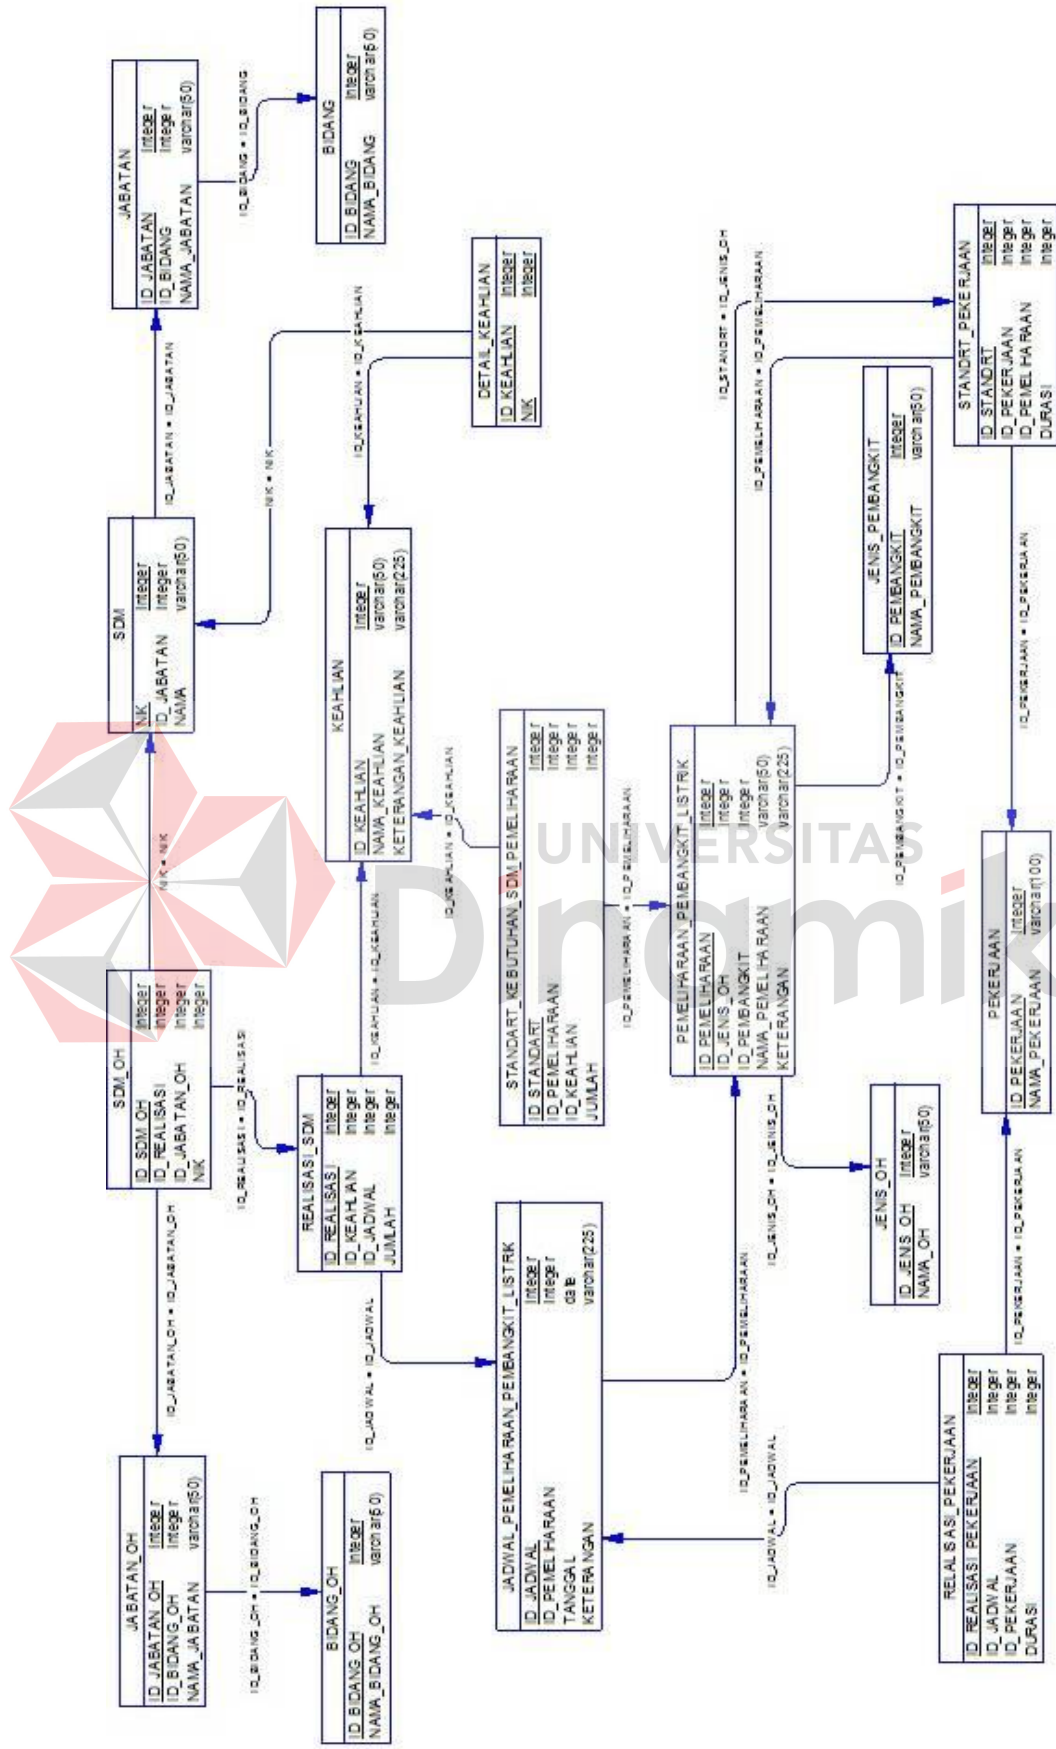 JABATAN_OH
ID_JABATAN_OH Integer
ID_BIDANG_OH Integer
NAMA_JABATAN varchar(50)
ID_BIDANG_OH = ID_BIDANG_OH
BIDANG_OH
ID_BIDANG_OH Integer
NAMA_BIDANG_OH varchar(50)
ID_JABATAN_OH = ID_JABATAN_OH
SDM_OH
ID_SDM_OH Integer
ID_REALISASI Integer
ID_JABATAN_OH Integer
NIK Integer
NIK = NIK
ID_REALISASI = ID_REALISASI
SDM
NIK Integer
ID_JABATAN Integer
NAMA varchar(50)
ID_JABATAN = ID_JABATAN
JABATAN
ID_JABATAN Integer
ID_BIDANG Integer
NAMA_JABATAN varchar(50)
ID_BIDANG = ID_BIDANG
BIDANG
ID_BIDANG Integer
NAMA_BIDANG varchar(50)
NIK = NIK
REALISASI_SDM
ID_REALISASI Integer
ID_KEAHLIAN Integer
ID_JADWAL Integer
JUMLAH Integer
ID_JADWAL = ID_JADWAL
ID_KEAHLIAN = ID_KEAHLIAN
KEAHLIAN
ID_KEAHLIAN Integer
NAMA_KEAHLIAN varchar(50)
KETERANGAN_KEAHLIAN varchar(225)
ID_KEAHLIAN = ID_KEAHLIAN
ID_KEAHLIAN = ID_KEAHLIAN
DETAIL_KEAHLIAN
ID_KEAHLIAN Integer
NIK Integer
JADWAL_PEMELIHARAAN_PEMBANGKIT_LISTRIK
ID_JADWAL Integer
ID_PEMELIHARAAN Integer
TANGGAL date
KETERANGAN varchar(225)
STANDART_KEBUTUHAN_SDM_PEMELIHARAAN
ID_STANDART Integer
ID_PEMELIHARAAN Integer
ID_KEAHLIAN Integer
JUMLAH Integer
ID_PEMELIHARAAN = ID_PEMELIHARAAN
PEMELIHARAAN_PEMBANGKIT_LISTRIK
ID_PEMELIHARAAN Integer
ID_JENIS_OH Integer
ID_PEMBANGKIT Integer
NAMA_PEMELIHARAAN varchar(50)
KETERANGAN varchar(225)
ID_STANDRT = ID_JENIS_OH
ID_PEMELIHARAAN = ID_PEMELIHARAAN
ID_PEMELIHARAAN = ID_PEMELIHARAAN
ID_JENIS_OH = ID_JENIS_OH
ID_JADWAL = ID_JADWAL
JENIS_OH
ID_JENIS_OH Integer
NAMA_OH varchar(50)
ID_PEMBANGKIT = ID_PEMBANGKIT
JENIS_PEMBANGKIT
ID_PEMBANGKIT Integer
NAMA_PEMBANGKIT varchar(50)
RELALISASI_PEKERJAAN
ID_REALISASI_PEKERJAAN Integer
ID_JADWAL Integer
ID_PEKERJAAN Integer
DURASI Integer
ID_PEKERJAAN = ID_PEKERJAAN
PEKERJAAN
ID_PEKERJAAN Integer
NAMA_PEKERJAAN varchar(100)
ID_PEKERJAAN = ID_PEKERJAAN
STANDRT_PEKERJAAN
ID_STANDRT Integer
ID_PEKERJAAN Integer
ID_PEMELIHARAAN Integer
DURASI Integer
UNIVERSITAS
Dinamik